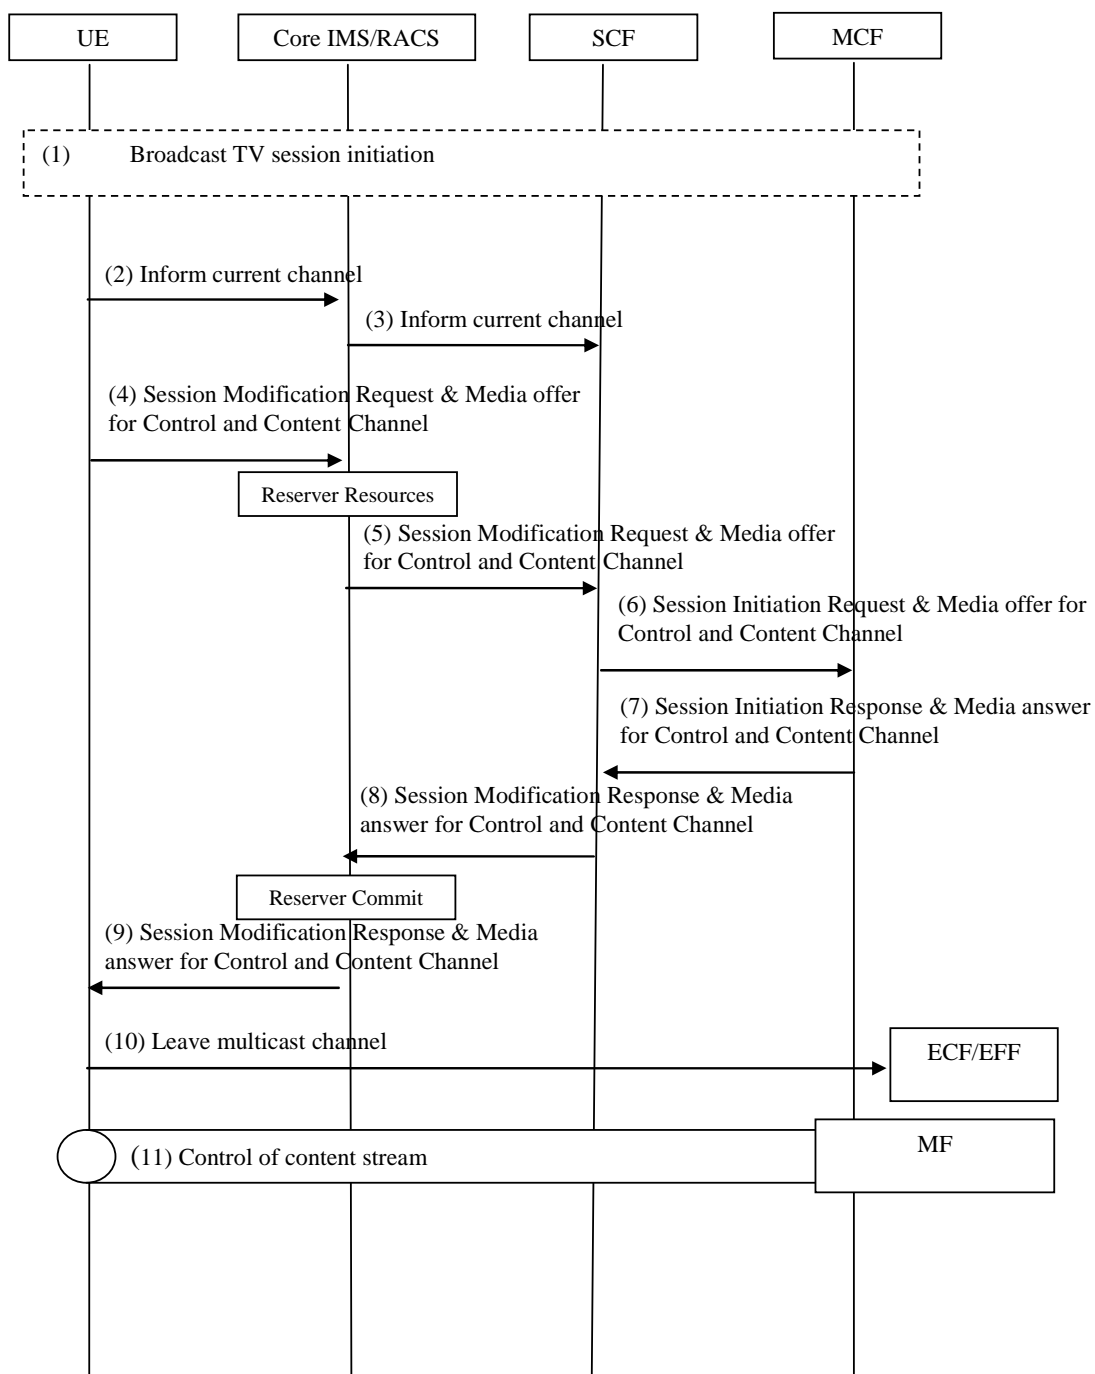 UE
Core IMS/RACS
SCF
MCF
(1) Broadcast TV session initiation
(2) Inform current channel
(3) Inform current channel
(4) Session Modification Request & Media offer
for Control and Content Channel
Reserver Resources
(5) Session Modification Request & Media offer
for Control and Content Channel
(6) Session Initiation Request & Media offer for
Control and Content Channel
(7) Session Initiation Response & Media answer
for Control and Content Channel
(8) Session Modification Response & Media
answer for Control and Content Channel
Reserver Commit
(9) Session Modification Response & Media
answer for Control and Content Channel
(10) Leave multicast channel
ECF/EFF
(11) Control of content stream
MF